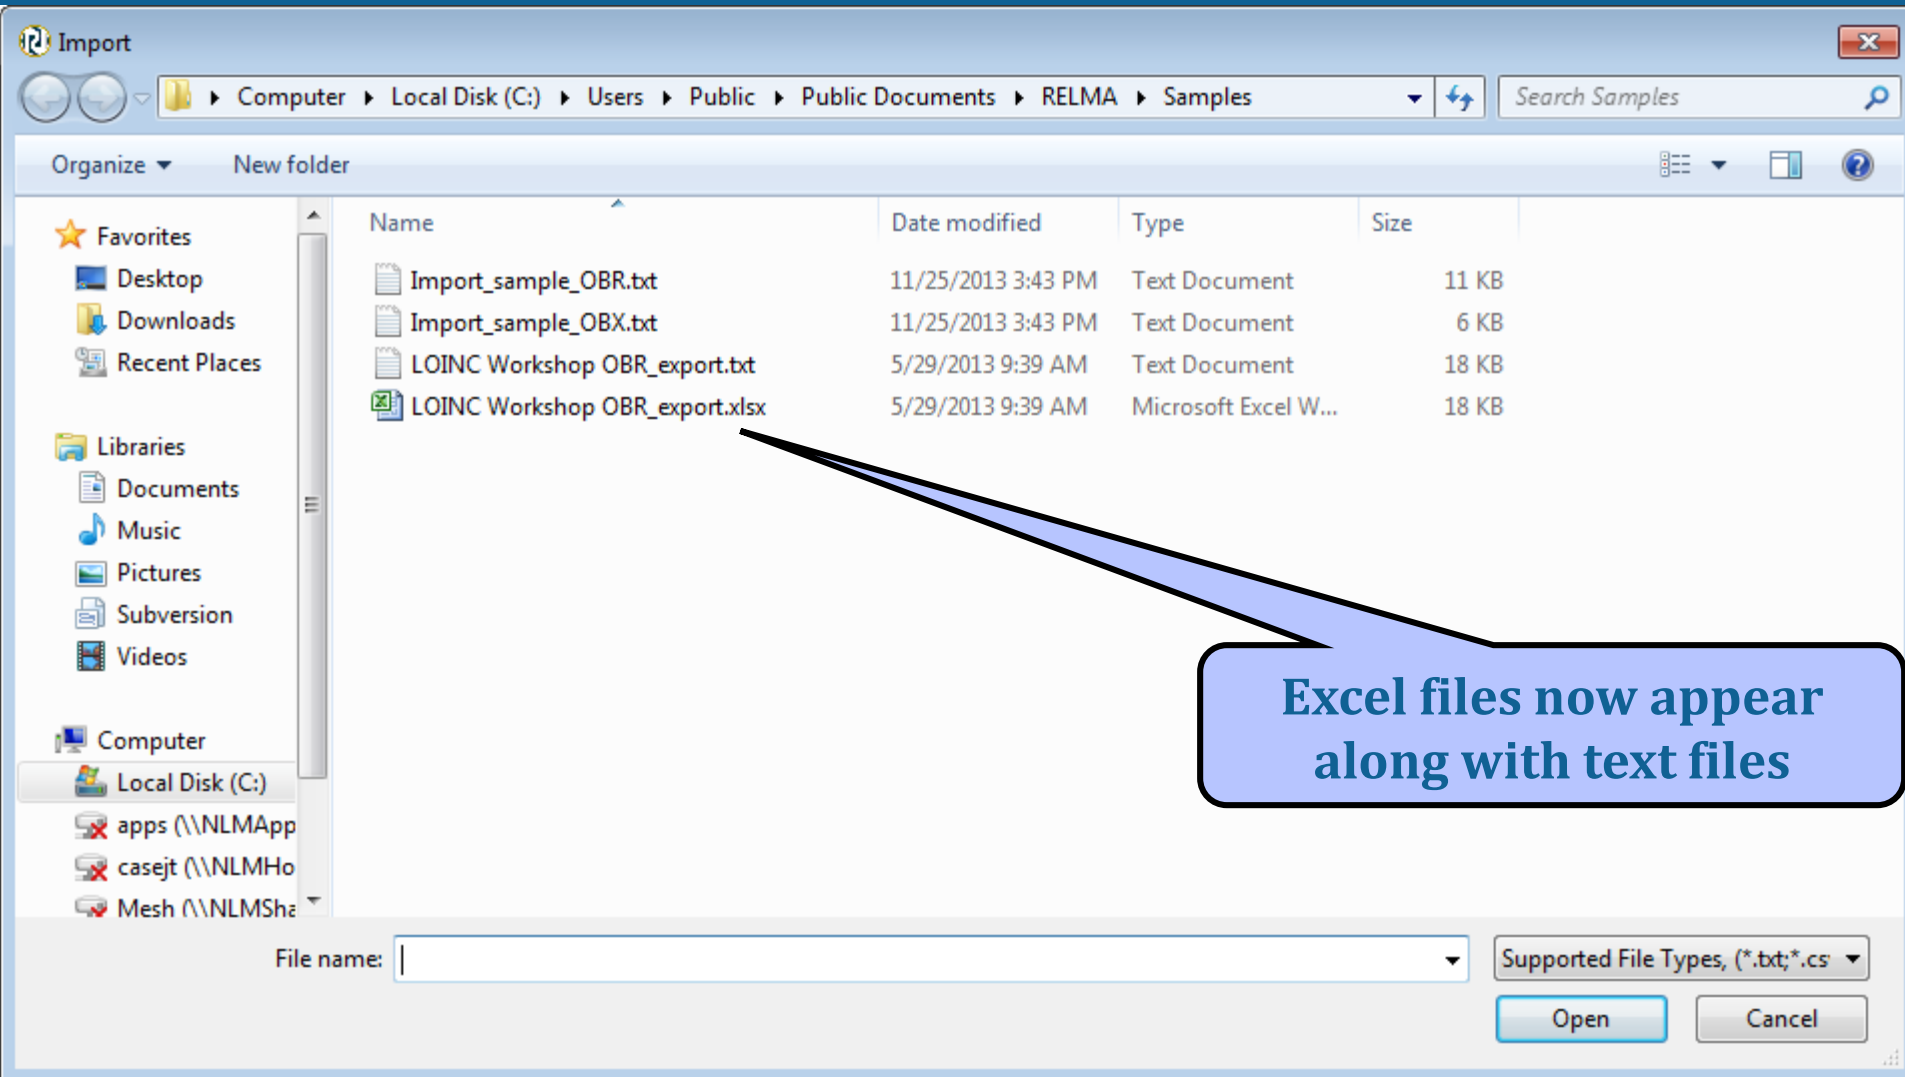 Import
Computer Local Disk (C:) Users Public Public Documents RELMA Samples
Search Samples
Organize New folder
Name Date modified Type Size
Import_sample_OBR.txt 11/25/2013 3:43 PM Text Document 11 KB
Import_sample_OBX.txt 11/25/2013 3:43 PM Text Document 6 KB
LOINC Workshop OBR_export.txt 5/29/2013 9:39 AM Text Document 18 KB
LOINC Workshop OBR_export.xlsx 5/29/2013 9:39 AM Microsoft Excel W... 18 KB
Favorites
Desktop
Downloads
Recent Places
Libraries
Documents
Music
Pictures
Subversion
Videos
Computer
Local Disk (C:)
apps (\\NLMApp
casejt (\\NLMHo
Mesh (\\NLMSha
Excel files now appear
along with text files
File name:
Supported File Types, (*.txt;*.cs
Open Cancel